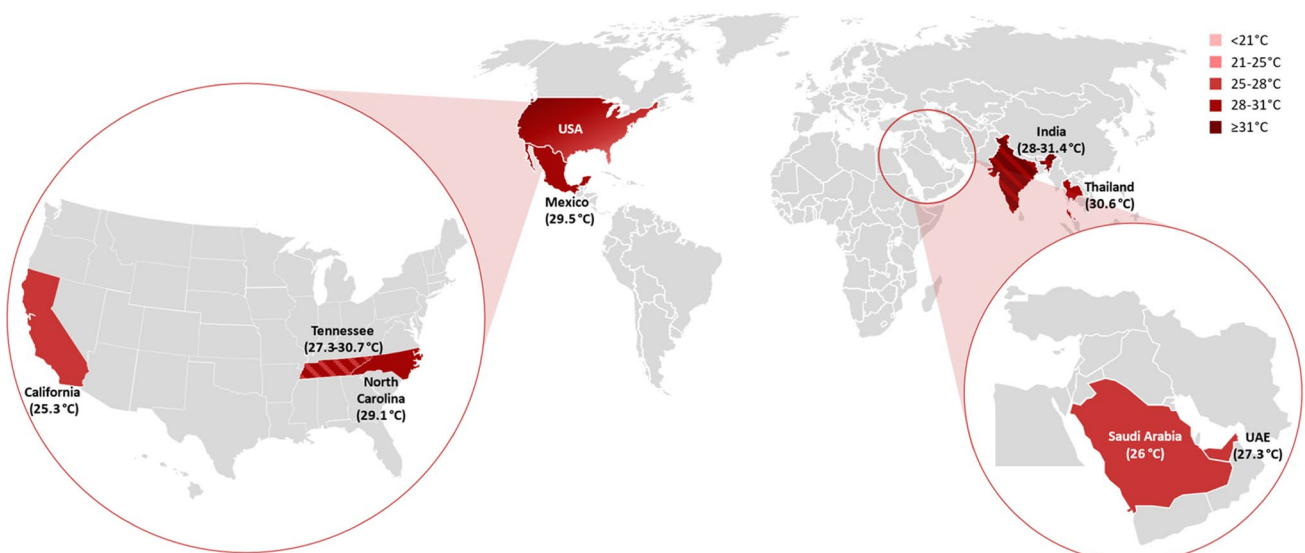 <21°C
21-25°C
25-28°C
28-31°C
≥31°C
USA
Mexico
(29.5°C)
India
(28-31.4°C)
Thailand
(30.6°C)
Tennessee
(27.3-30.7°C)
California
(25.3°C)
North
Carolina
(29.1°C)
Saudi Arabia
(26°C)
UAE
(27.3°C)